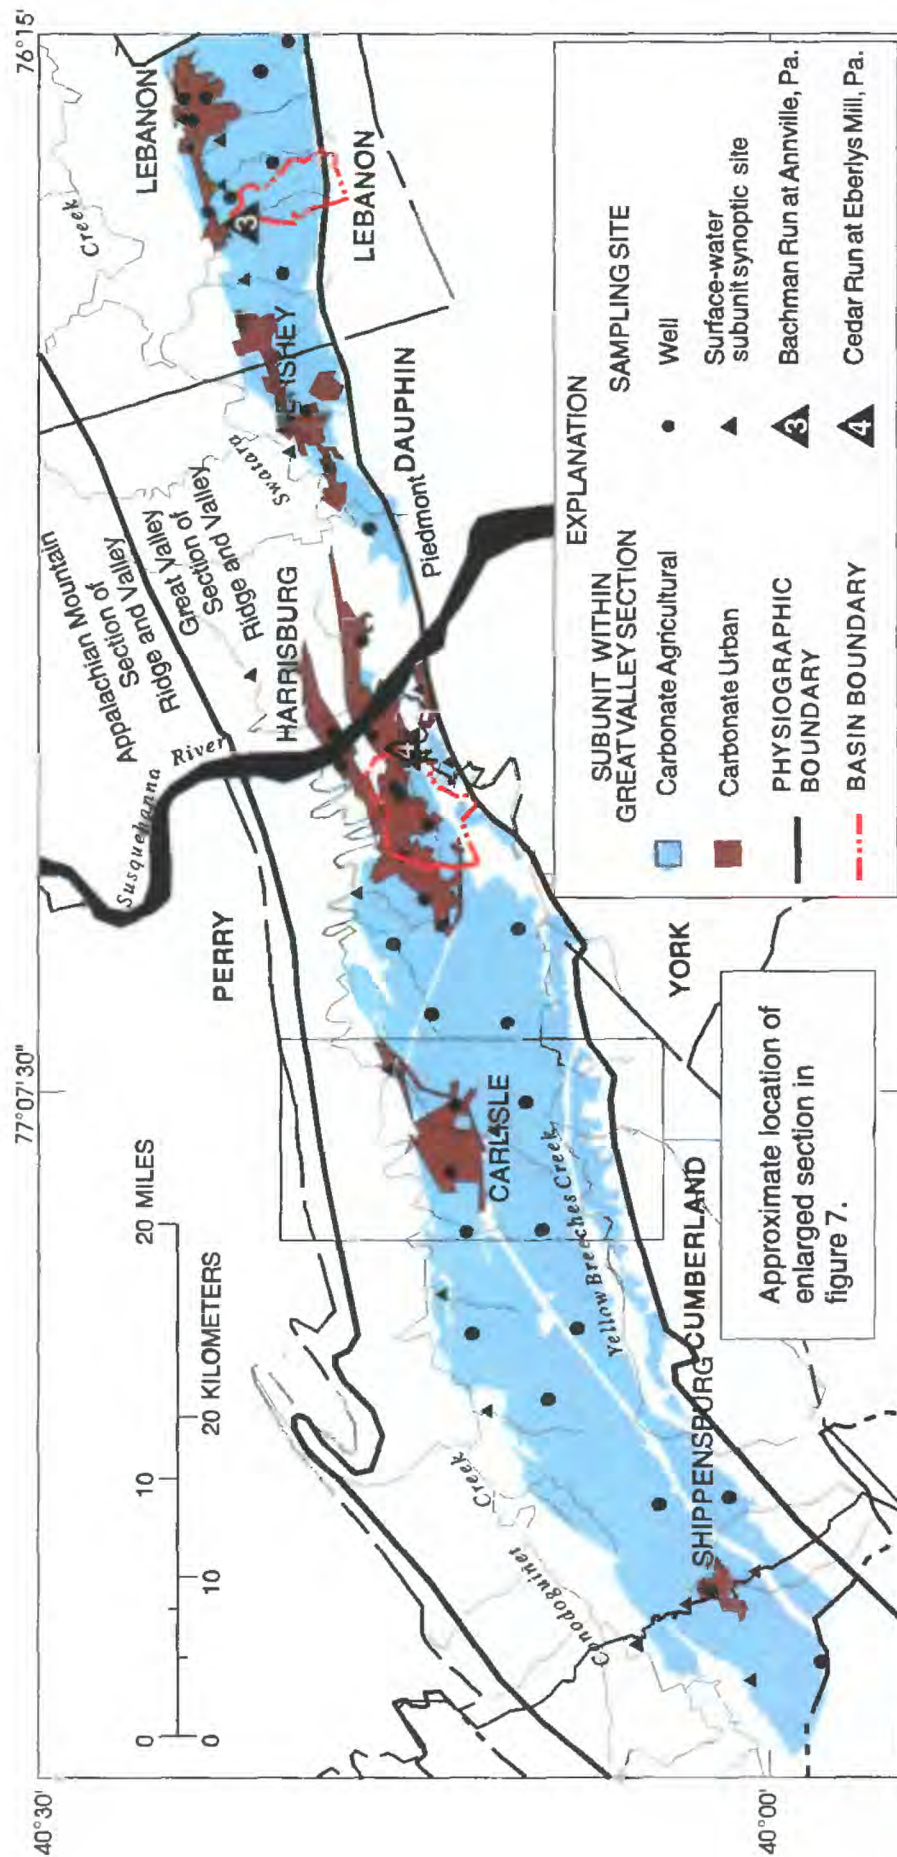 40°30'
77°07'30"
76°15'
40°00'
0 10 20 MILES
0 10 20 KILOMETERS
Susquehanna River
PERRY
Appalachian Mountain
Section of
Ridge and Valley
Great Valley
Section of
Ridge and Valley
HARRISBURG
Swatara
Creek
LEBANON
3
LEBANON
DAUPHIN
Piedmont
4
Conodoguinet Creek
CARLISLE
Yellow Breeches Creek
SHIPPENSBURG
CUMBERLAND
YORK
Approximate location of
enlarged section in
figure 7.
EXPLANATION
SUBUNIT WITHIN
GREAT VALLEY SECTION
Carbonate Agricultural
Carbonate Urban
PHYSIOGRAPHIC
BOUNDARY
BASIN BOUNDARY
SAMPLING SITE
Well
Surface-water
subunit synoptic site
3 Bachman Run at Annville, Pa.
4 Cedar Run at Eberlys Mill, Pa.